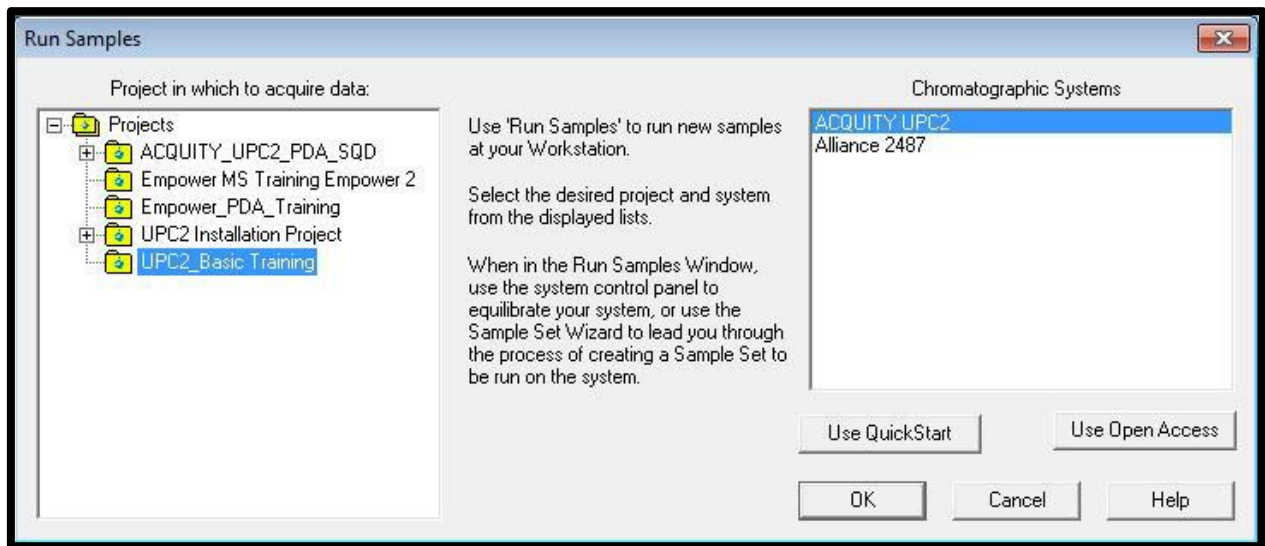 Run Samples
Project in which to acquire data:
Projects
ACQUITY_UPC2_PDA_SQD
Empower MS Training Empower 2
Empower_PDA_Training
UPC2 Installation Project
UPC2_Basic Training
Use 'Run Samples' to run new samples
at your Workstation.
Select the desired project and system
from the displayed lists.
When in the Run Samples Window,
use the system control panel to
equilibrate your system, or use the
Sample Set Wizard to lead you through
the process of creating a Sample Set to
be run on the system.
Chromatographic Systems
ACQUITY UPC2
Alliance 2487
Use QuickStart
Use Open Access
OK
Cancel
Help